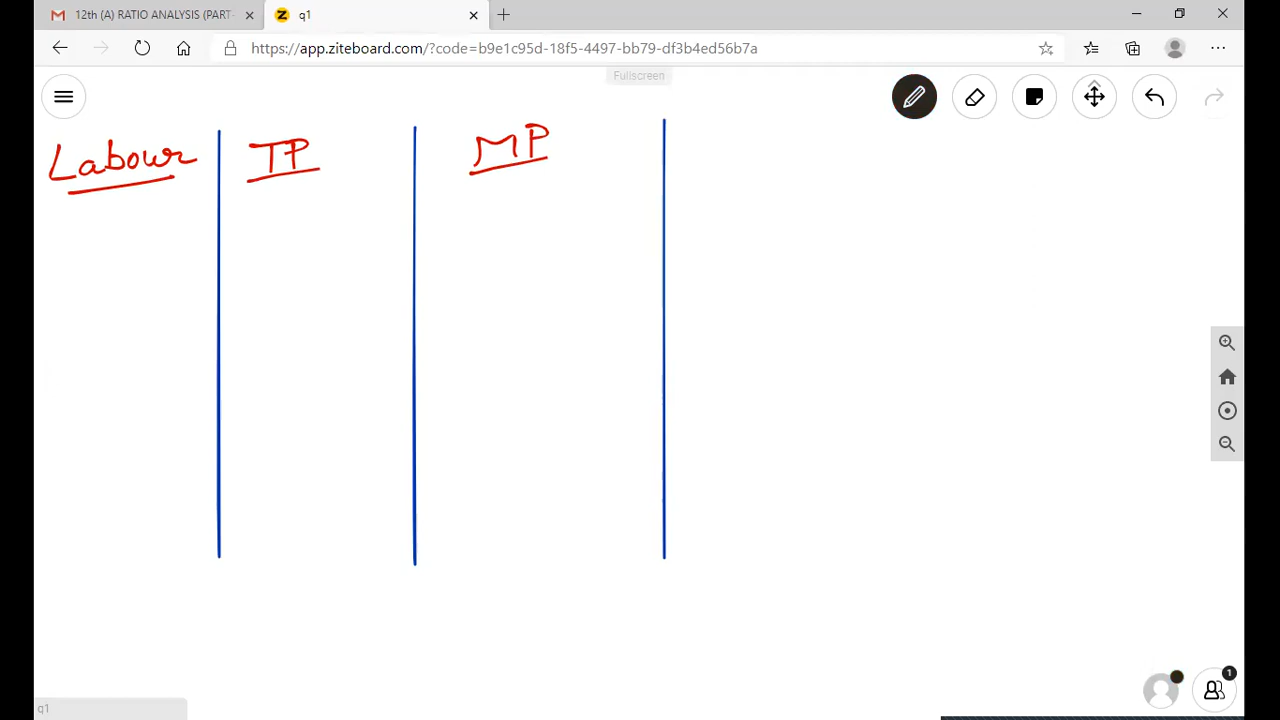 12th (A) RATIO ANALYSIS (PART-
q1
https://app.ziteboard.com/?code=b9e1c95d-18f5-4497-bb79-df3b4ed56b7a
Fullscreen
Labour TP MP
1
q1